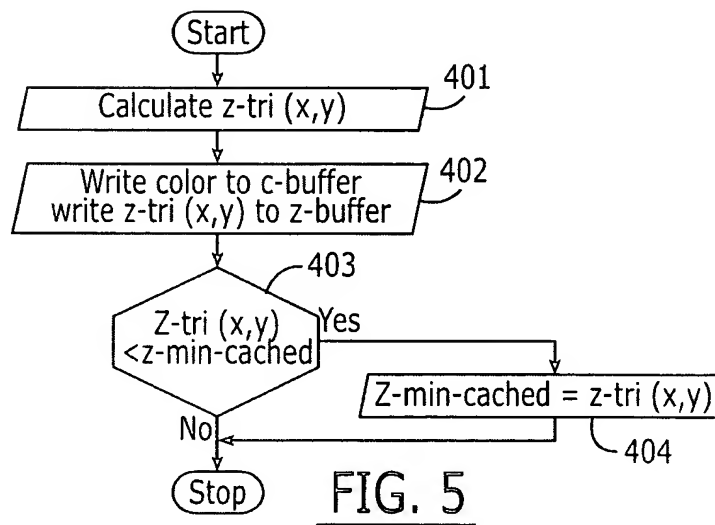 Start
401
Calculate z-tri (x,y)
402
Write color to c-buffer
write z-tri (x,y) to z-buffer
403
Z-tri (x,y)
<z-min-cached
Yes
Z-min-cached = z-tri (x,y)
404
No
Stop
FIG. 5